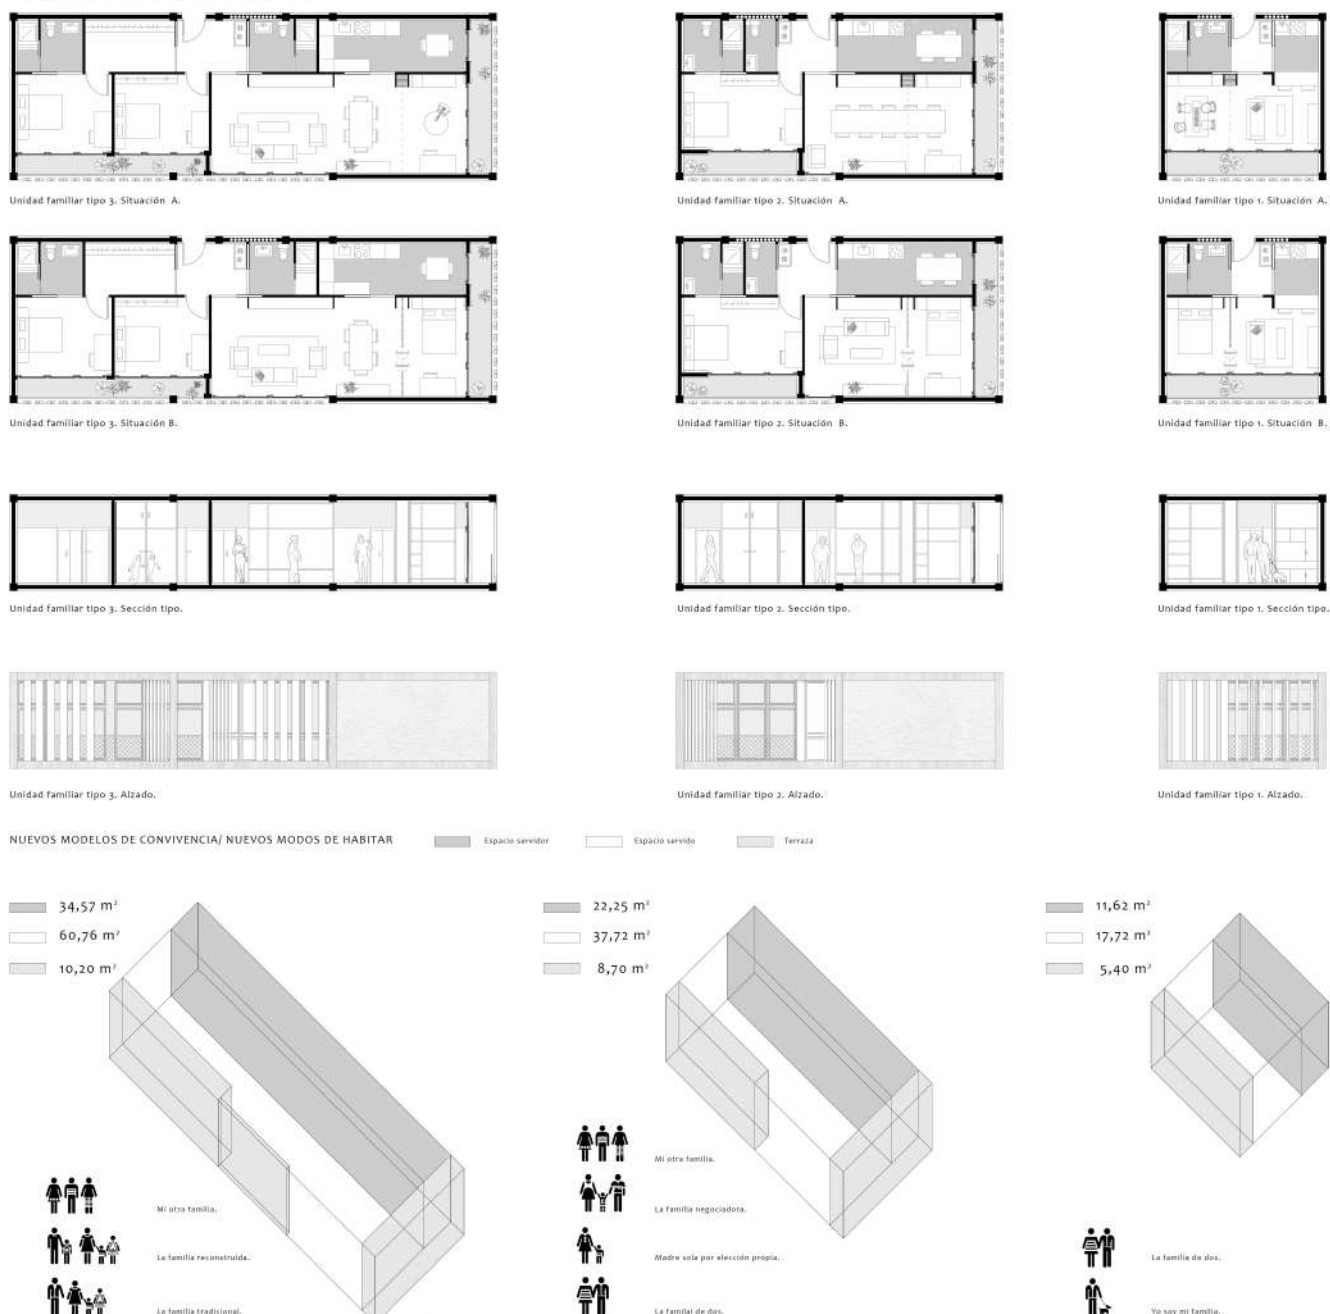 Unidad familiar tipo 3. Situación A.
Unidad familiar tipo 2. Situación A.
Unidad familiar tipo 1. Situación A.
Unidad familiar tipo 3. Situación B.
Unidad familiar tipo 2. Situación B.
Unidad familiar tipo 1. Situación B.
Unidad familiar tipo 3. Sección tipo.
Unidad familiar tipo 2. Sección tipo.
Unidad familiar tipo 1. Sección tipo.
Unidad familiar tipo 3. Alzado.
Unidad familiar tipo 2. Alzado.
Unidad familiar tipo 1. Alzado.
NUEVOS MODELOS DE CONVIVENCIA/ NUEVOS MODOS DE HABITAR
Espacio servidor
Espacio servido
Terraza
34,57 m²
60,76 m²
10,20 m²
22,25 m²
37,72 m²
8,70 m²
11,62 m²
17,72 m²
5,40 m²
Mi otra familia.
La familia reconstruida.
La familia tradicional.
Mi otra familia.
La familia negociadora.
Madre sola por elección propia.
La familai de dos.
La familia de dos.
Yo soy mi familia.